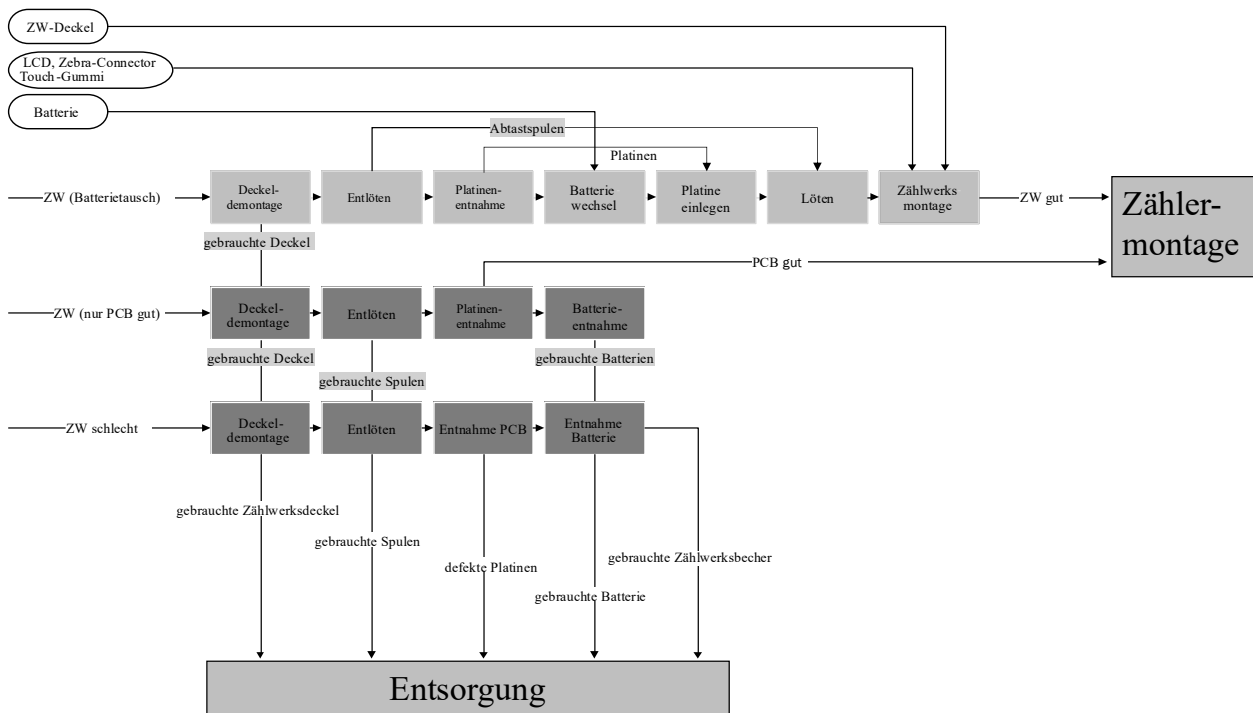 ZW-Deckel
LCD, Zebra-Connector
Touch-Gummi
Batterie
Abtastspulen
Platinen
ZW (Batterietausch)
Deckel-
demontage
Entlöten
Platinen-
entnahme
Batterie
wechsel
Platine
einlegen
Löten
Zählwerks
montage
ZW gut
Zähler-
montage
gebrauchte Deckel
PCB gut
ZW (nur PCB gut)
Deckel-
demontage
Entlöten
Platinen-
entnahme
Batterie-
entnahme
gebrauchte Deckel
gebrauchte Batterien
gebrauchte Spulen
ZW schlecht
Deckel-
demontage
Entlöten
Entnahme PCB
Entnahme
Batterie
gebrauchte Zählwerksdeckel
gebrauchte Spulen
defekte Platinen
gebrauchte Zählwerksbecher
gebrauchte Batterie
Entsorgung